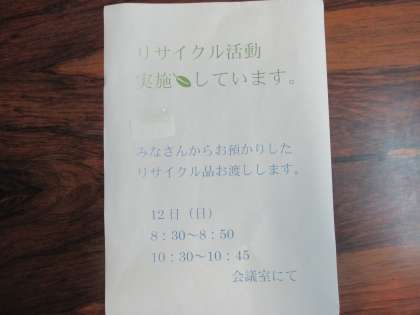 リサイクル活動
実施しています。
みなさんからお預かりした
リサイクル品お渡しします。
12日（日）
8：30～8：50
10：30～10：45
会議室にて